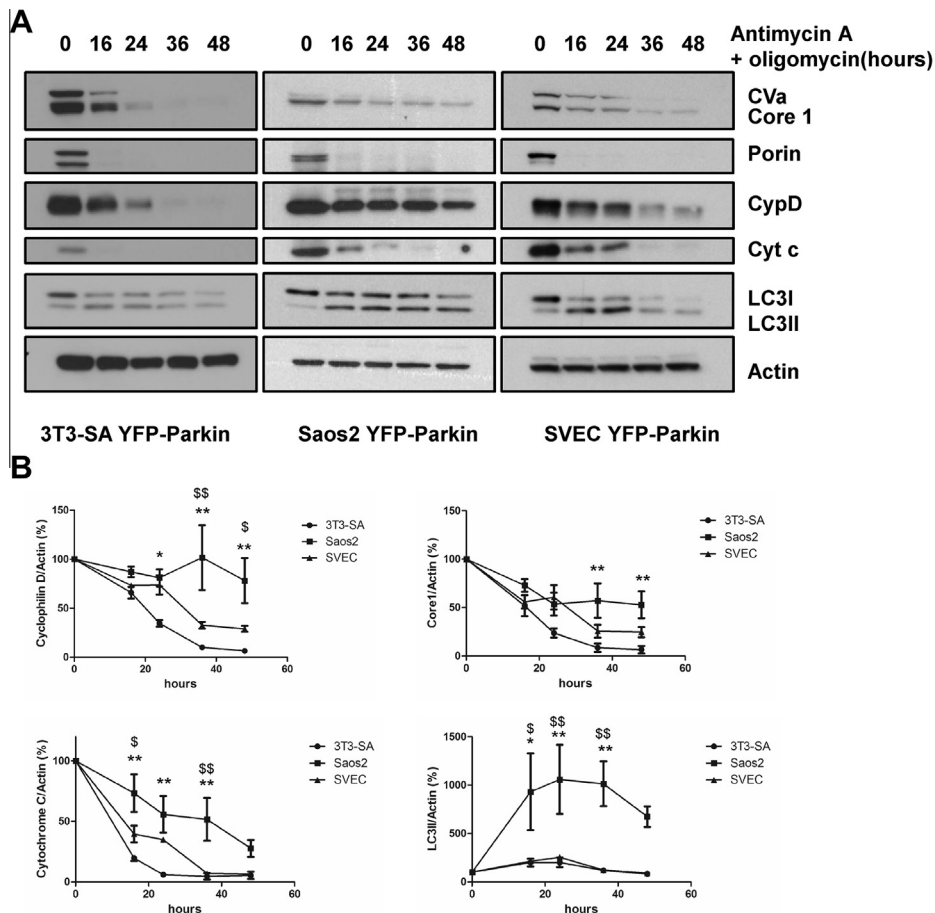 A
0 16 24 36 48 0 16 24 36 48 0 16 24 36 48 Antimycin A
+ oligomycin(hours)
CVa
Core 1
Porin
CypD
Cyt c
LC3I
LC3II
Actin
3T3-SA YFP-Parkin Saos2 YFP-Parkin SVEC YFP-Parkin
B
Cyclophilin D/Actin (%)
150
100
50
0
0 20 40 60
hours
* $$ ** $ **
3T3-SA
Saos2
SVEC
Core1/Actin (%)
150
100
50
0
0 20 40 60
hours
** **
3T3-SA
Saos2
SVEC
Cytochrome C/Actin (%)
100
50
0
0 20 40 60
hours
$ ** ** $$ **
3T3-SA
Saos2
SVEC
LC3II/Actin (%)
1500
1000
500
0
0 20 40 60
hours
$ * $$ ** $$ **
3T3-SA
Saos2
SVEC